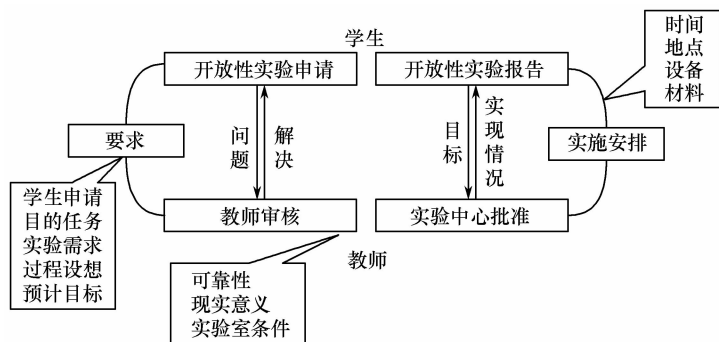 学生
开放性实验申请
开放性实验报告
时间
地点
设备
材料
要求
问题
解决
目标
实现情况
实施安排
学生申请
目的任务
实验需求
过程设想
预计目标
教师审核
实验中心批准
教师
可靠性
现实意义
实验室条件